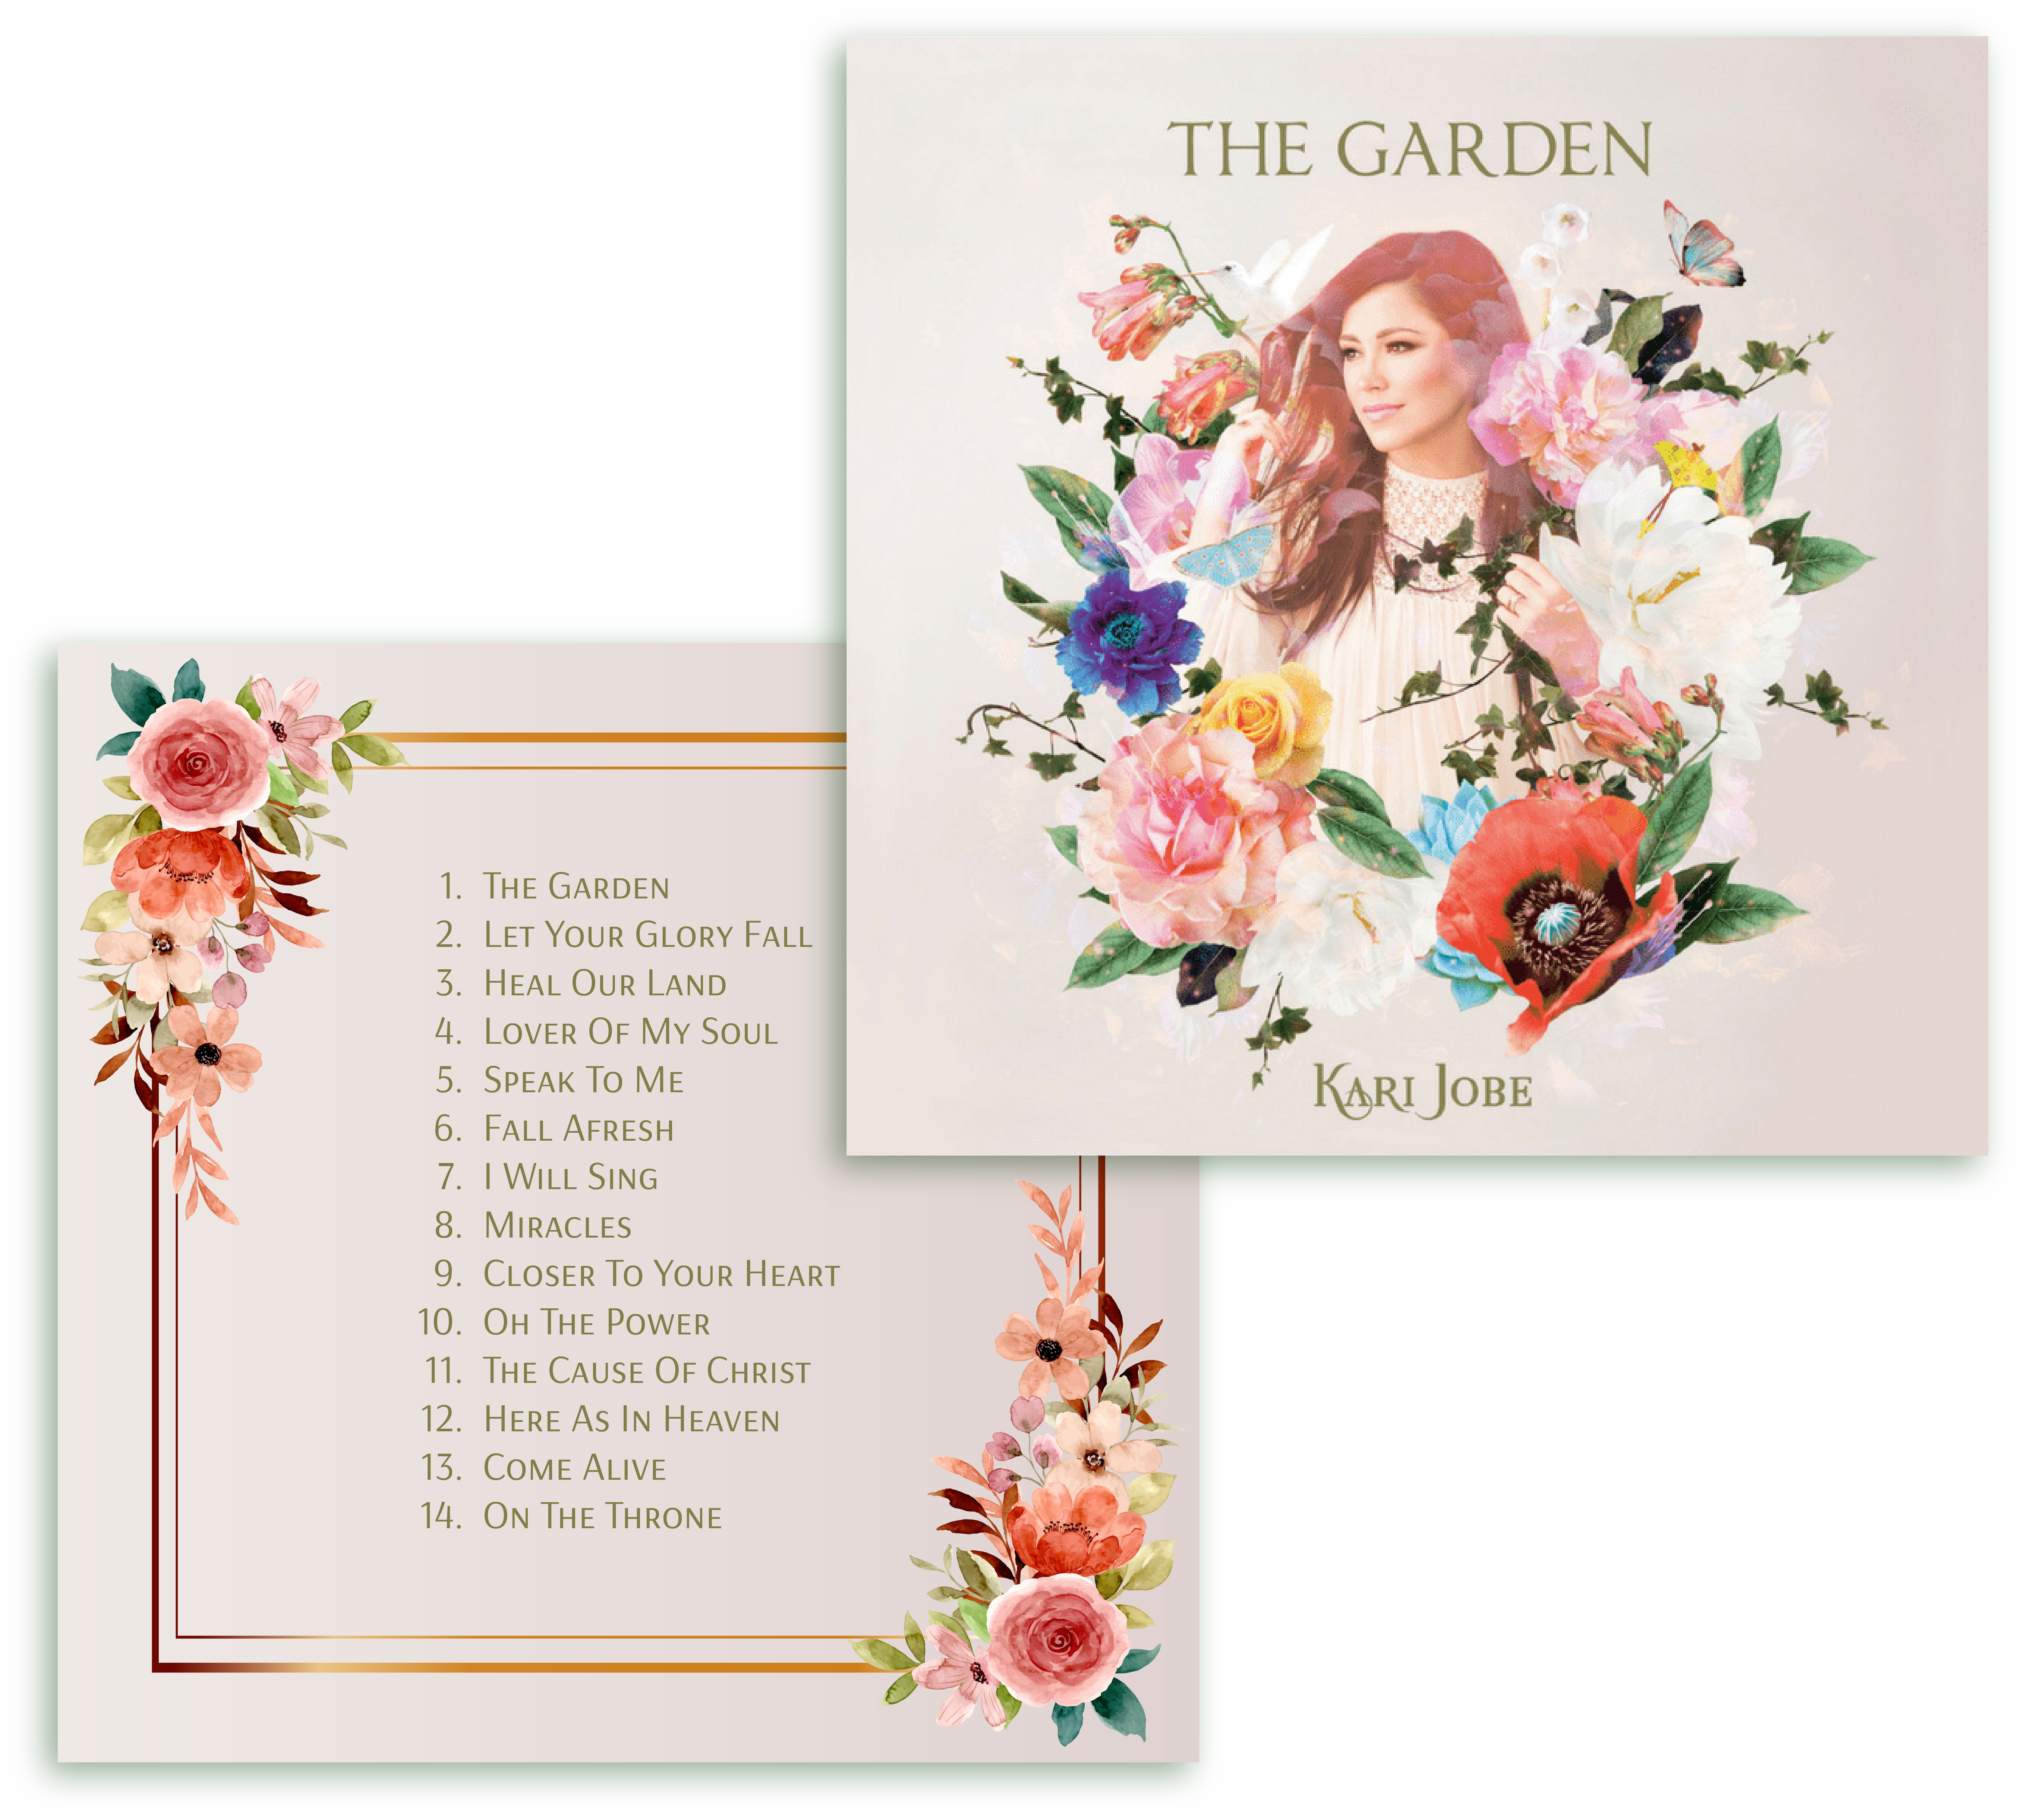 THE GARDEN
KARI JOBE
1. THE GARDEN
2. LET YOUR GLORY FALL
3. HEAL OUR LAND
4. LOVER OF MY SOUL
5. SPEAK TO ME
6. FALL AFRESH
7. I WILL SING
8. MIRACLES
9. CLOSER TO YOUR HEART
10. OH THE POWER
11. THE CAUSE OF CHRIST
12. HERE AS IN HEAVEN
13. COME ALIVE
14. ON THE THRONE